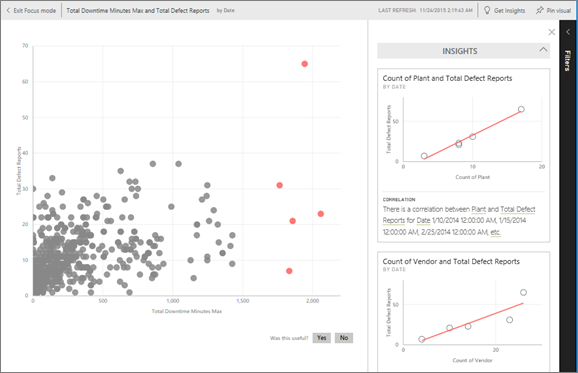 Exit Focus mode
Total Downtime Minutes Max and Total Defect Reports by Date
LAST REFRESH: 11/24/2015 2:19:43 AM
Get Insights
Pin visual
Total Defect Reports
70
60
50
40
30
20
10
0
0
500
1,000
1,500
2,000
Total Downtime Minutes Max
Was this useful?
Yes
No
INSIGHTS
Count of Plant and Total Defect Reports
BY DATE
Total Defect Reports
50
0
0
10
20
Count of Plant
CORRELATION
There is a correlation between Plant and Total Defect
Reports for Date 1/10/2014 12:00:00 AM, 1/15/2014
12:00:00 AM, 2/25/2014 12:00:00 AM, etc.
Count of Vendor and Total Defect Reports
BY DATE
Total Defect Reports
50
0
0
20
Count of Vendor
Filters